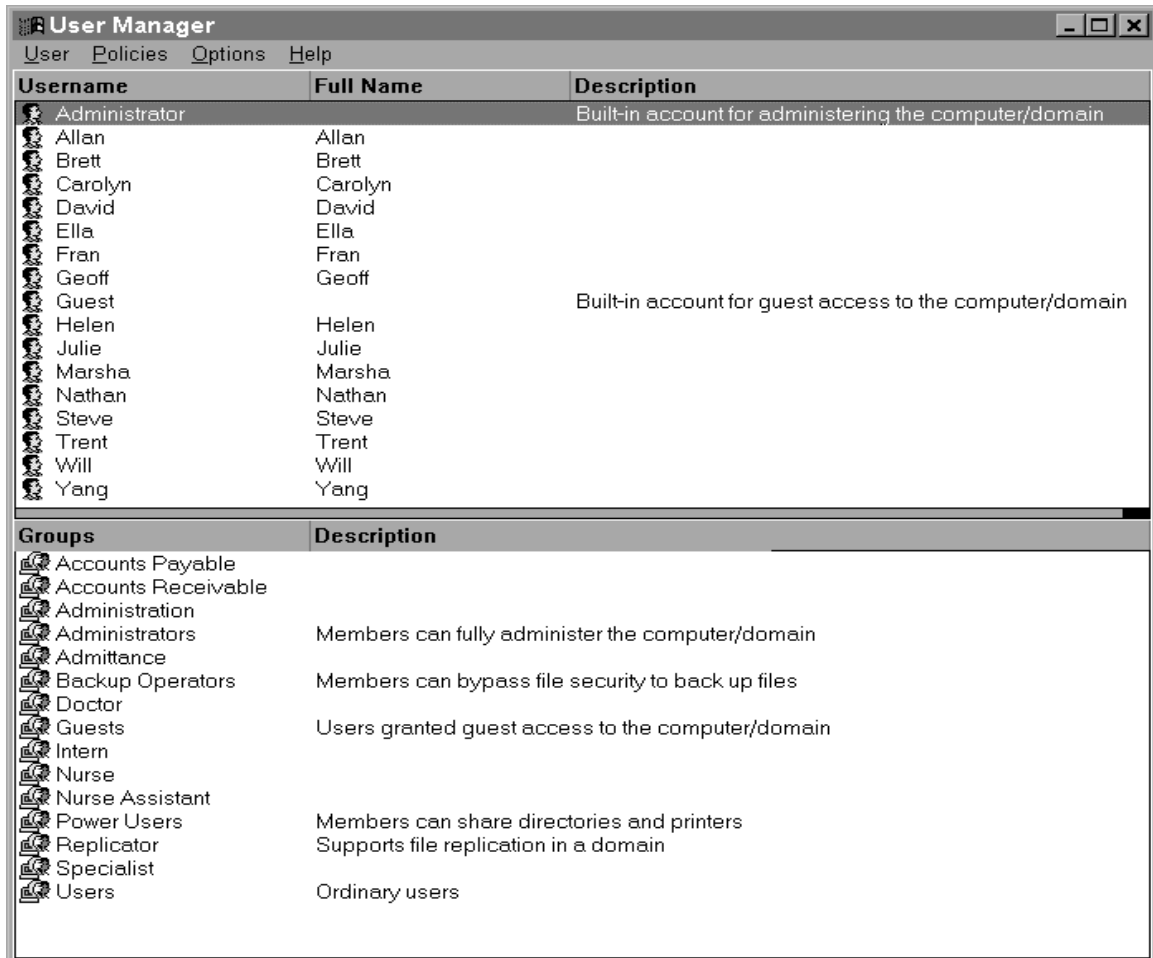 User Manager
User Policies Options Help
Username Full Name Description
Administrator Built-in account for administering the computer/domain
Allan Allan
Brett Brett
Carolyn Carolyn
David David
Ella Ella
Fran Fran
Geoff Geoff
Guest Built-in account for guest access to the computer/domain
Helen Helen
Julie Julie
Marsha Marsha
Nathan Nathan
Steve Steve
Trent Trent
Will Will
Yang Yang
Groups Description
Accounts Payable
Accounts Receivable
Administration
Administrators Members can fully administer the computer/domain
Admittance
Backup Operators Members can bypass file security to back up files
Doctor
Guests Users granted guest access to the computer/domain
Intern
Nurse
Nurse Assistant
Power Users Members can share directories and printers
Replicator Supports file replication in a domain
Specialist
Users Ordinary users